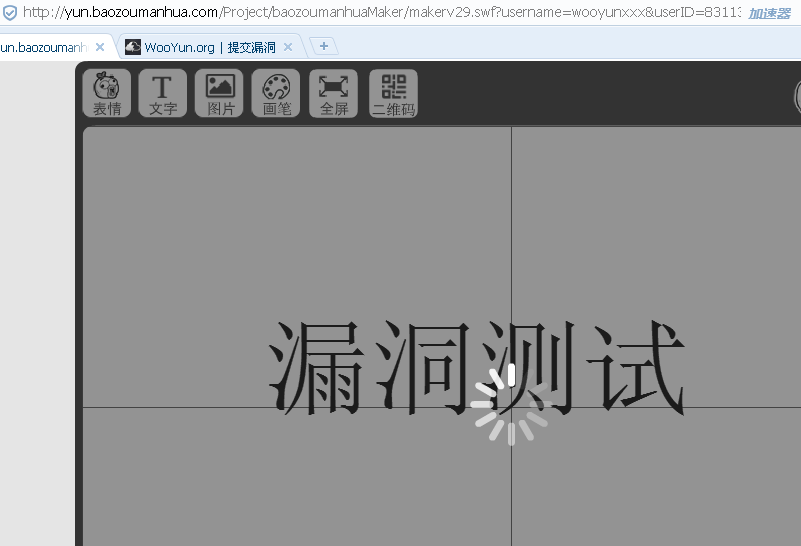 http://yun.baozoumanhua.com/Project/baozoumanhuaMaker/makerv29.swf?username=wooyunxxx&userID=83113 加速器
un.baozoumanh WooYun.org | 提交漏洞
表情 文字 图片 画笔 全屏 二维码
漏洞测试